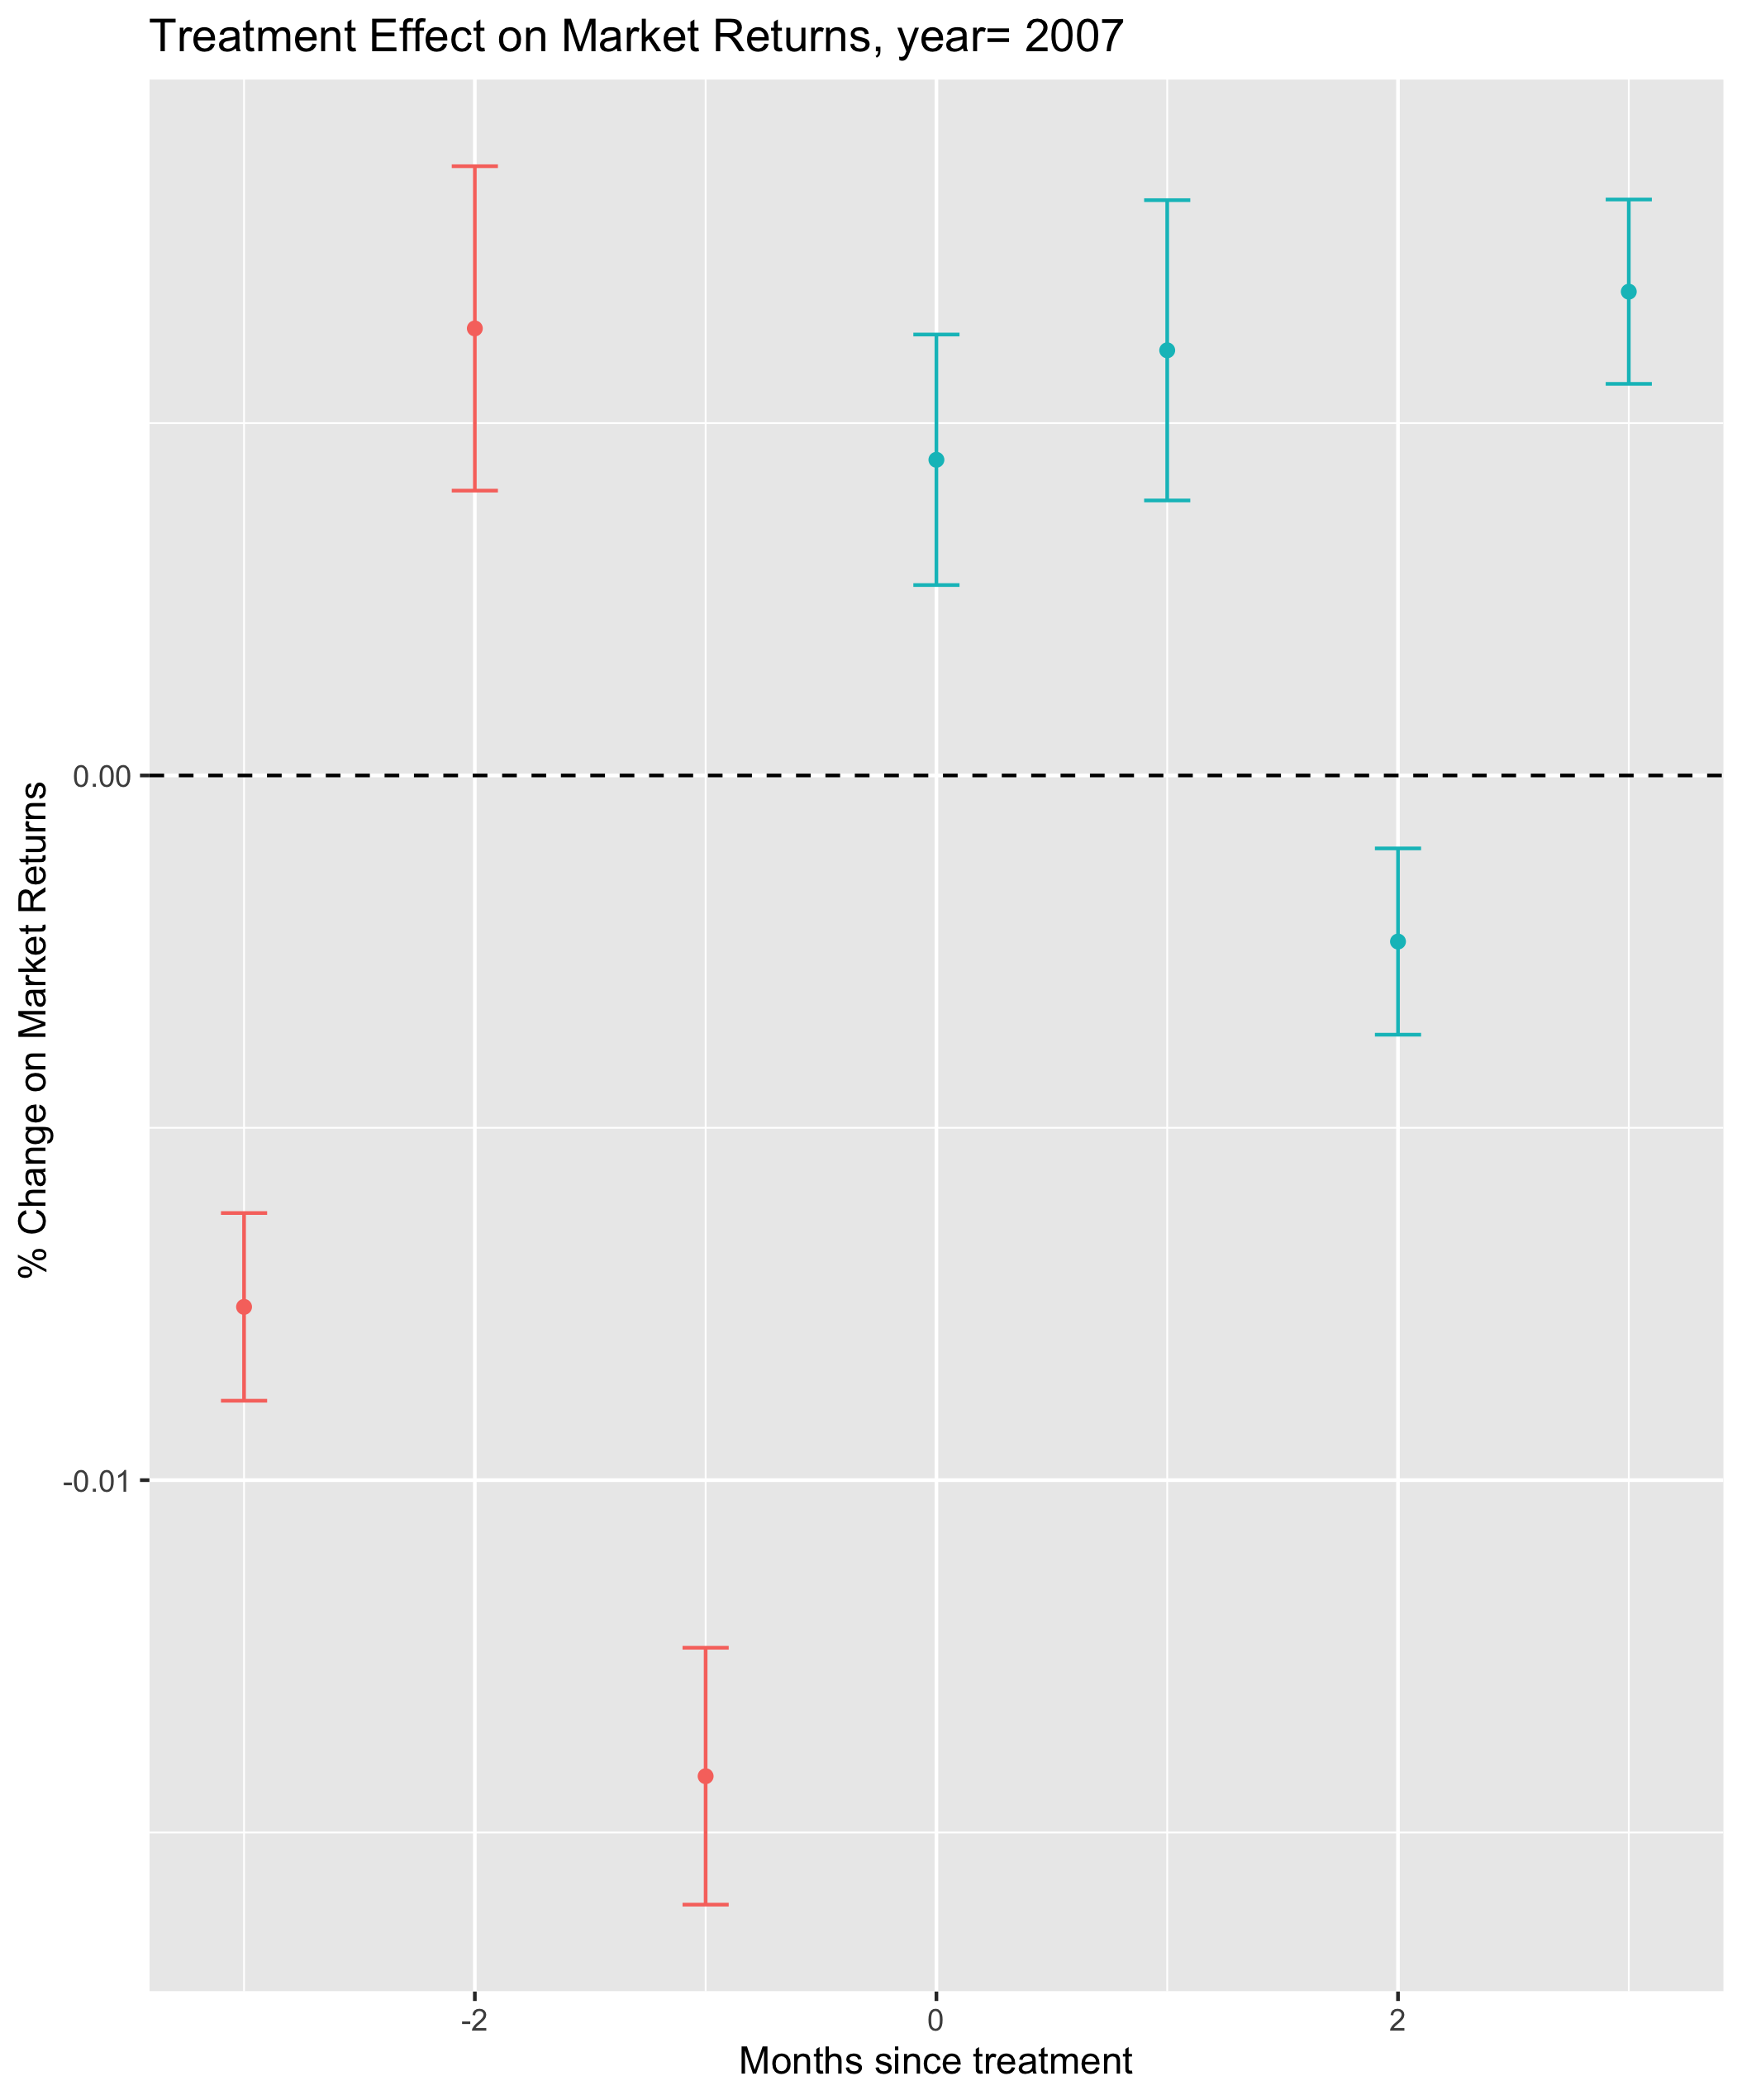 Treatment Effect on Market Returns, year= 2007
% Change on Market Returns
0.00
-0.01
-2
0
2
Months since treatment